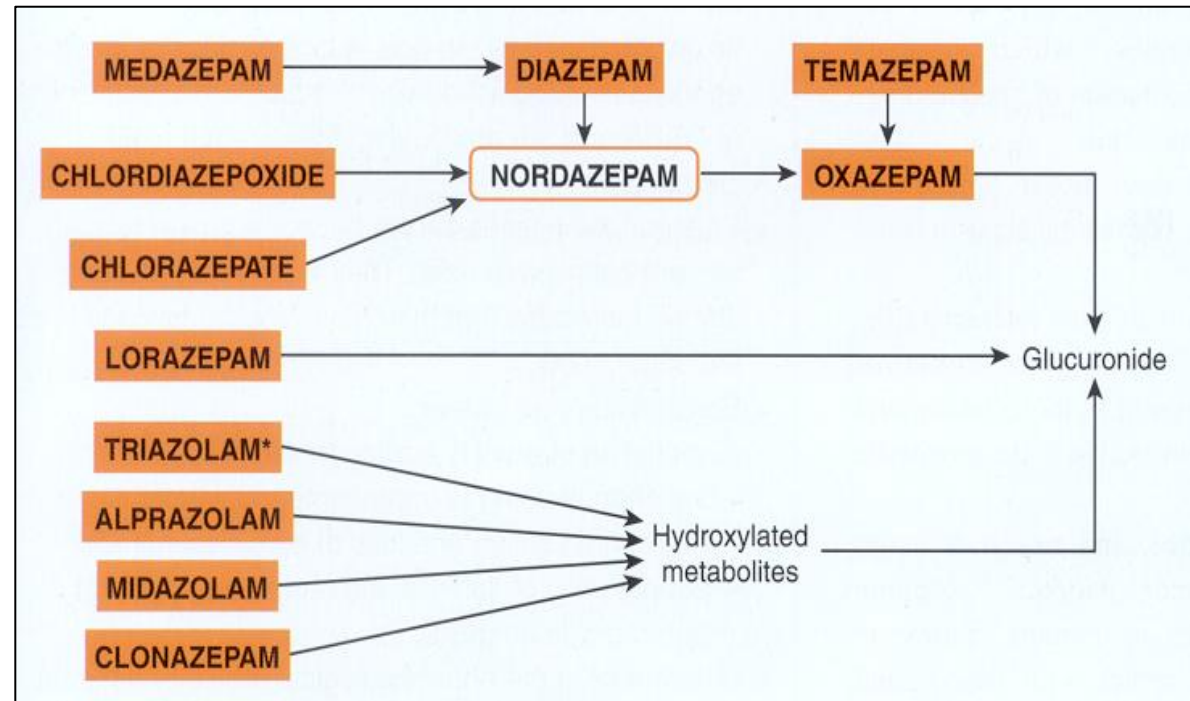 MEDAZEPAM
DIAZEPAM
TEMAZEPAM
CHLORDIAZEPOXIDE
NORDAZEPAM
OXAZEPAM
CHLORAZEPATE
LORAZEPAM
Glucuronide
TRIAZOLAM*
ALPRAZOLAM
Hydroxylated
metabolites
MIDAZOLAM
CLONAZEPAM